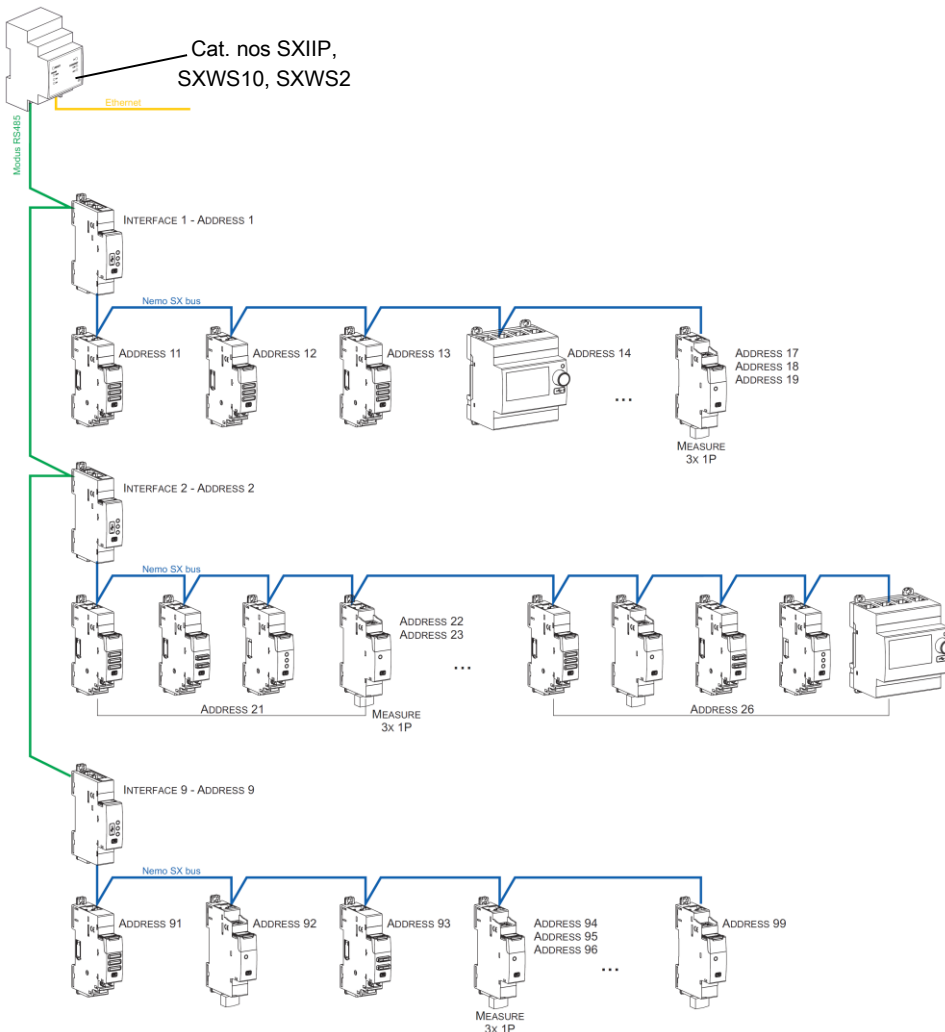 Cat. nos SXIIP,
SXWS10, SXWS2
Ethernet
Modus RS485
INTERFACE 1 - ADDRESS 1
Nemo SX bus
ADDRESS 11
ADDRESS 12
ADDRESS 13
ADDRESS 14
...
ADDRESS 17
ADDRESS 18
ADDRESS 19
MEASURE
3X 1P
INTERFACE 2 - ADDRESS 2
Nemo SX bus
ADDRESS 22
ADDRESS 23
...
ADDRESS 21
MEASURE
3X 1P
ADDRESS 26
INTERFACE 9 - ADDRESS 9
Nemo SX bus
ADDRESS 91
ADDRESS 92
ADDRESS 93
ADDRESS 94
ADDRESS 95
ADDRESS 96
...
ADDRESS 99
MEASURE
3X 1P